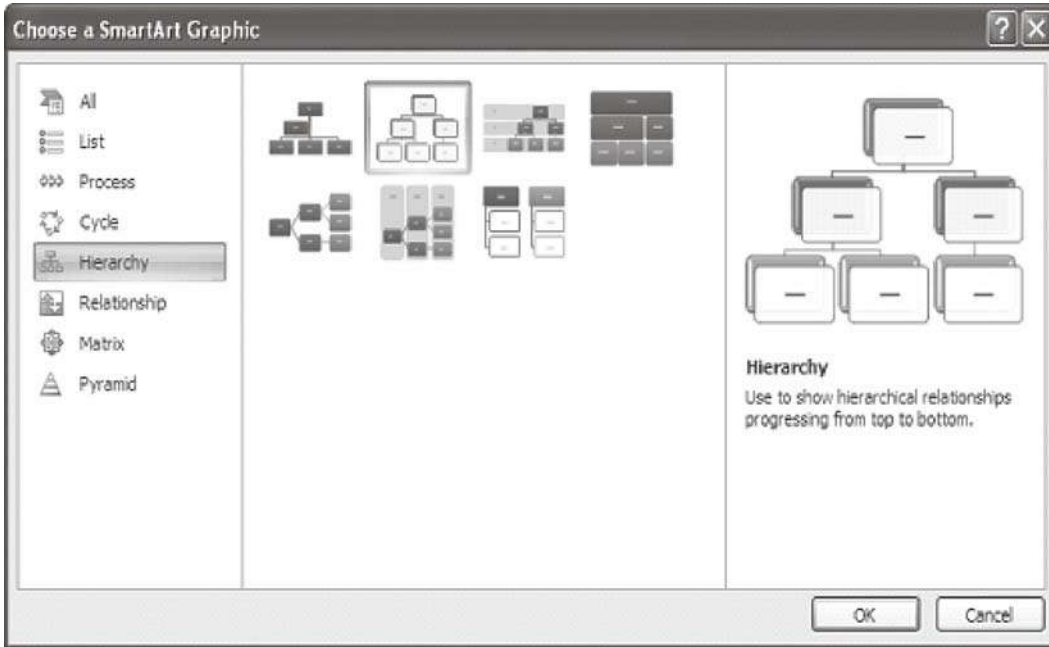 Choose a SmartArt Graphic
All
List
Process
Cycle
Hierarchy
Relationship
Matrix
Pyramid
Hierarchy
Use to show hierarchical relationships
progressing from top to bottom.
OK
Cancel